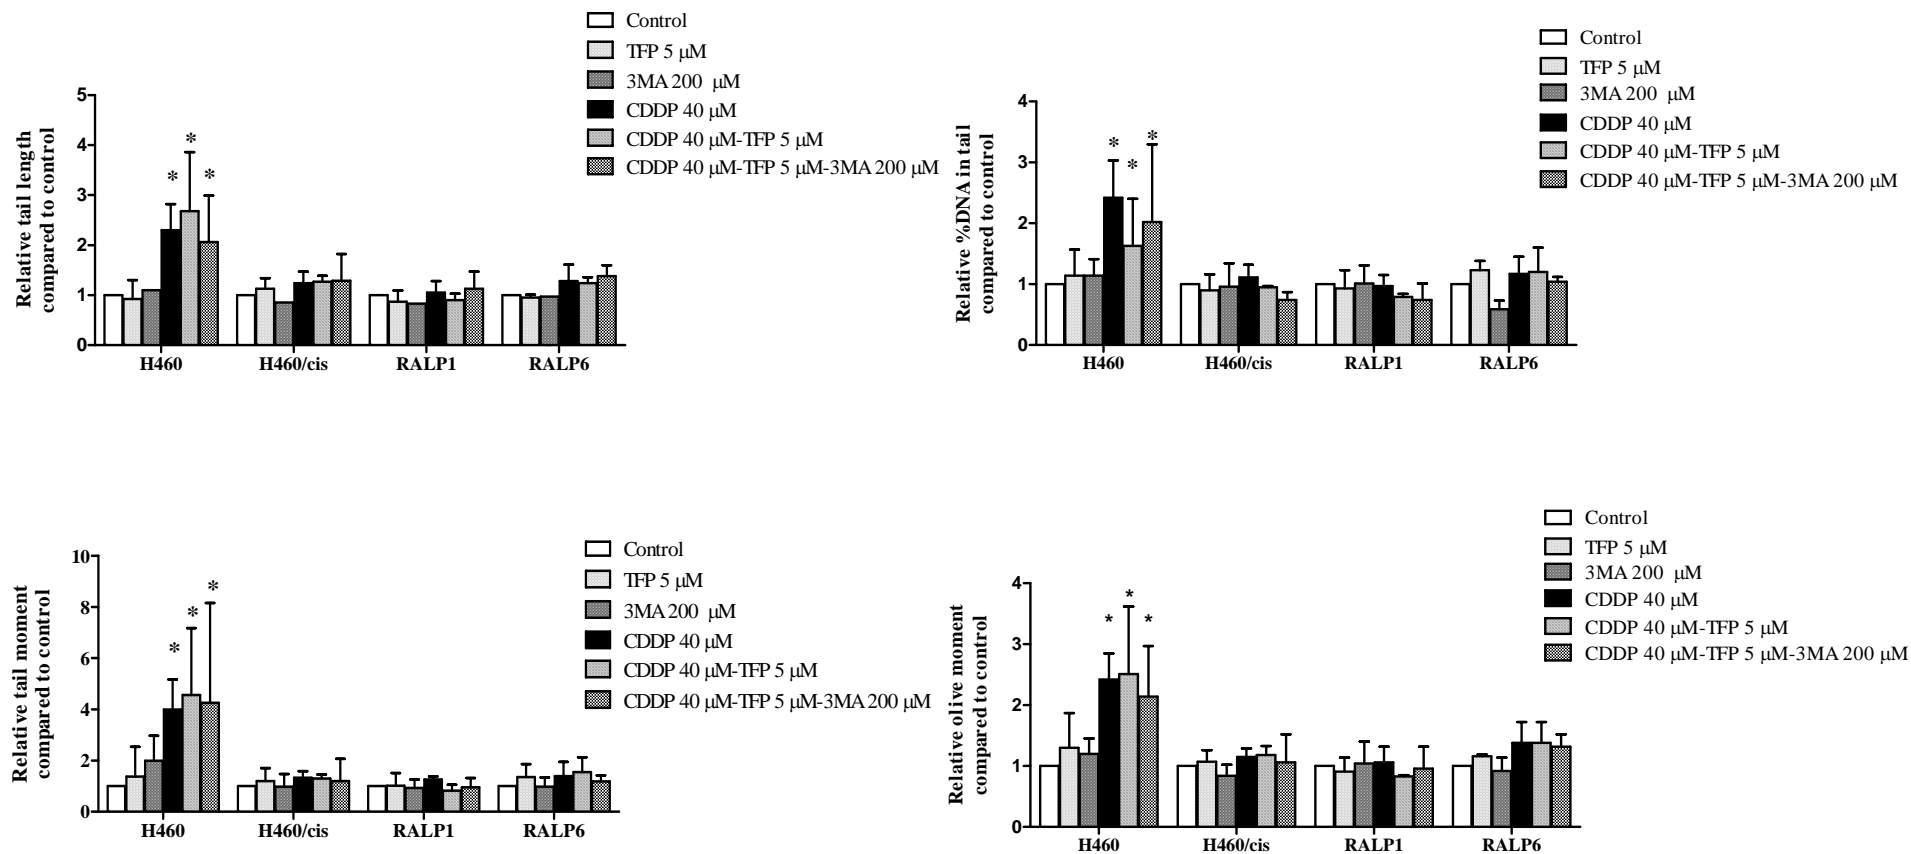 Control
TFP 5 μM
3MA 200 μM
CDDP 40 μM
CDDP 40 μM-TFP 5 μM
CDDP 40 μM-TFP 5 μM-3MA 200 μM
Relative tail length
compared to control
5
4
3
2
1
0
* * *
H460 H460/cis RALP1 RALP6
Control
TFP 5 μM
3MA 200 μM
CDDP 40 μM
CDDP 40 μM-TFP 5 μM
CDDP 40 μM-TFP 5 μM-3MA 200 μM
Relative %DNA in tail
compared to control
4
3
2
1
0
* * *
H460 H460/cis RALP1 RALP6
Control
TFP 5 μM
3MA 200 μM
CDDP 40 μM
CDDP 40 μM-TFP 5 μM
CDDP 40 μM-TFP 5 μM-3MA 200 μM
Relative tail moment
compared to control
10
8
6
4
2
0
* * *
H460 H460/cis RALP1 RALP6
Control
TFP 5 μM
3MA 200 μM
CDDP 40 μM
CDDP 40 μM-TFP 5 μM
CDDP 40 μM-TFP 5 μM-3MA 200 μM
Relative olive moment
compared to control
4
3
2
1
0
* * *
H460 H460/cis RALP1 RALP6